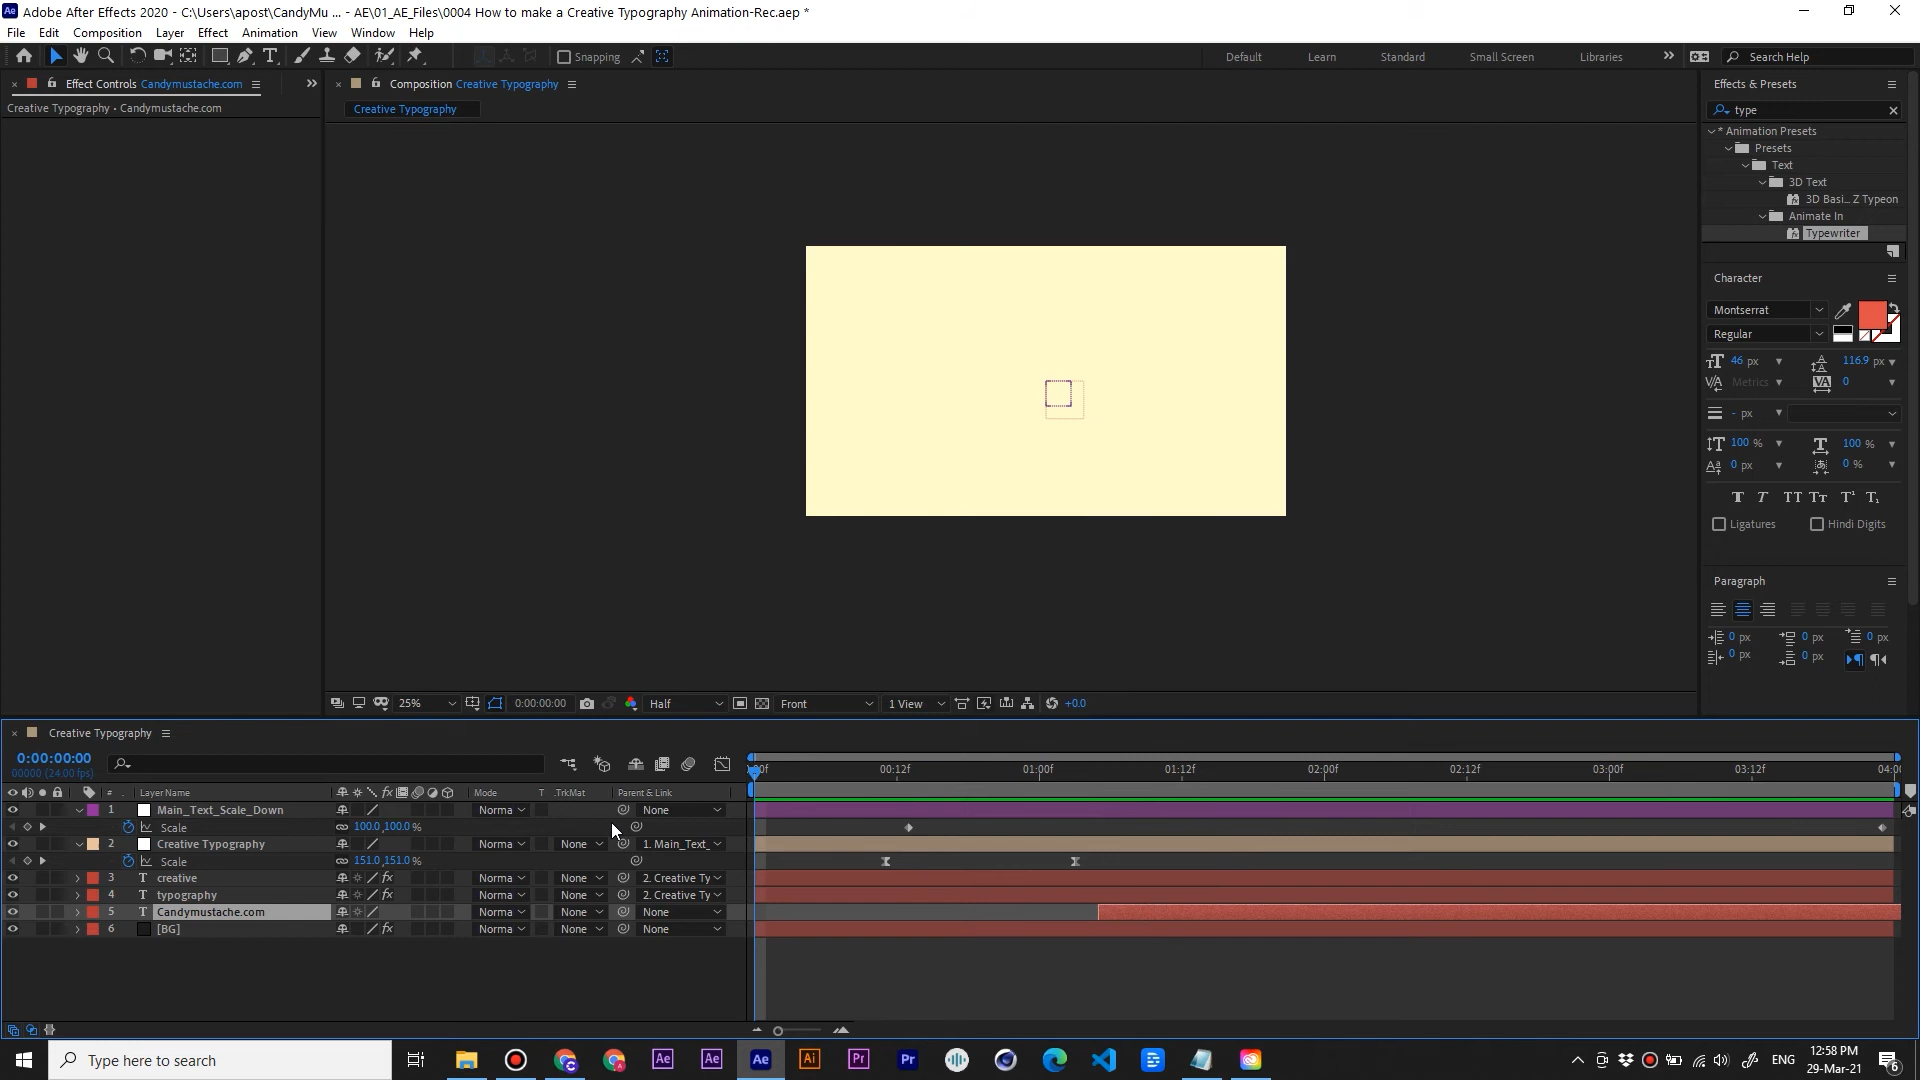 Adobe After Effects 2020 - C:\Users\apost\CandyMu ... - AE\01_AE_Files\0004 How to make a Creative Typography Animation-Rec.aep *
File Edit Composition Layer Effect Animation View Window Help
Snapping
Default Learn Standard Small Screen Libraries Search Help
Effect Controls Candymustache.com
Creative Typography • Candymustache.com
Composition Creative Typography
Creative Typography
Effects & Presets
type
* Animation Presets
Presets
Text
3D Text
3D Basi... Z Typeon
Animate In
Typewriter
Character
Montserrat
Regular
46 px 116.9 px
Metrics 0
- px
100 % 100 %
0 px 0 %
Ligatures Hindi Digits
Paragraph
0 px 0 px 0 px
0 px 0 px
25% 0:00:00:00 Half Front 1 View +0.0
Creative Typography
0:00:00:00
00000 (24.00 fps)
00:12f 01:00f 01:12f 02:00f 02:12f 03:00f 03:12f
# Layer Name Mode T .TrkMat Parent & Link
1 Main_Text_Scale_Down Norma None
Scale 100.0,100.0 %
2 Creative Typography Norma None 1. Main_Text_
Scale 151.0,151.0 %
3 T creative Norma None 2. Creative Ty
4 T typography Norma None 2. Creative Ty
5 T Candymustache.com Norma None None
6 [BG] Norma None None
Type here to search
ENG
12:58 PM
29-Mar-21
6